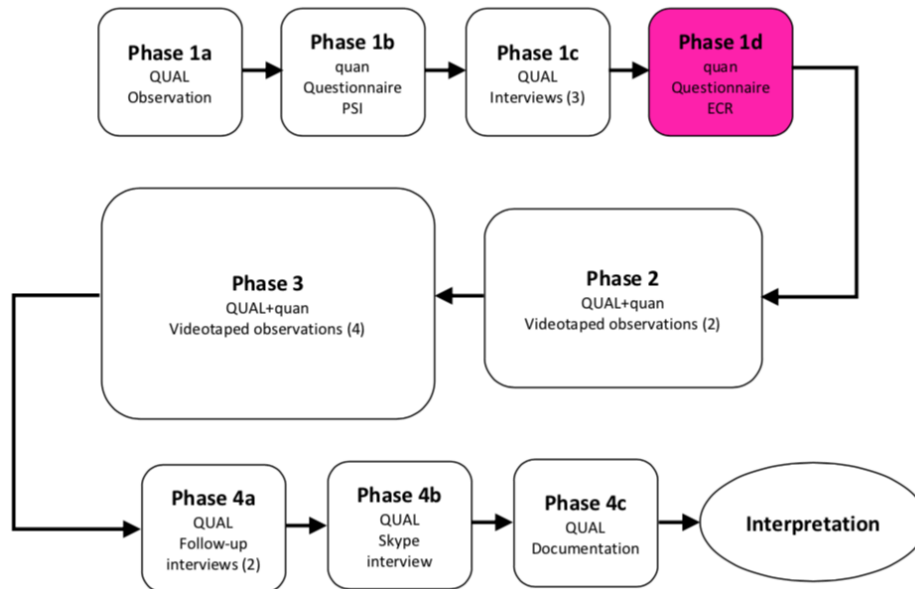 Phase 1a
QUAL
Observation
Phase 1b
quan
Questionnaire
PSI
Phase 1c
QUAL
Interviews (3)
Phase 1d
quan
Questionnaire
ECR
Phase 3
QUAL+quan
Videotaped observations (4)
Phase 2
QUAL+quan
Videotaped observations (2)
Phase 4a
QUAL
Follow-up
interviews (2)
Phase 4b
QUAL
Skype
interview
Phase 4c
QUAL
Documentation
Interpretation